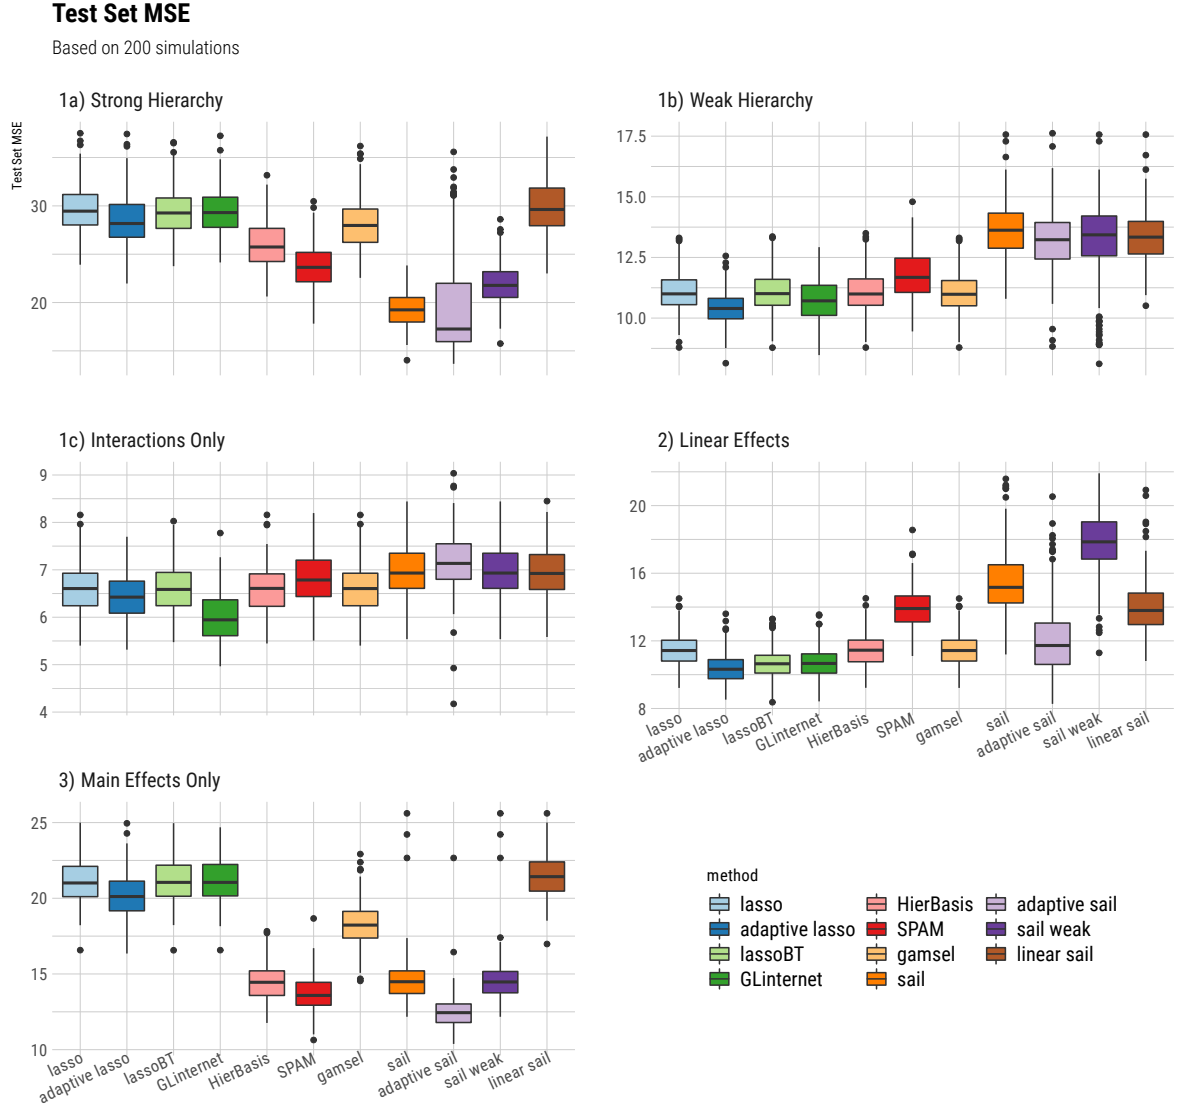 Test Set MSE
Based on 200 simulations
1a) Strong Hierarchy
Test Set MSE
30
20
1b) Weak Hierarchy
17.5
15.0
12.5
10.0
1c) Interactions Only
9
8
7
6
5
4
2) Linear Effects
20
16
12
8
lasso
adaptive lasso
lassoBT
GLinternet
HierBasis
SPAM
gamsel
sail
adaptive sail
sail weak
linear sail
3) Main Effects Only
25
20
15
10
lasso
adaptive lasso
lassoBT
GLinternet
HierBasis
SPAM
gamsel
sail
adaptive sail
sail weak
linear sail
method
lasso
adaptive lasso
lassoBT
GLinternet
HierBasis
SPAM
gamsel
sail
adaptive sail
sail weak
linear sail